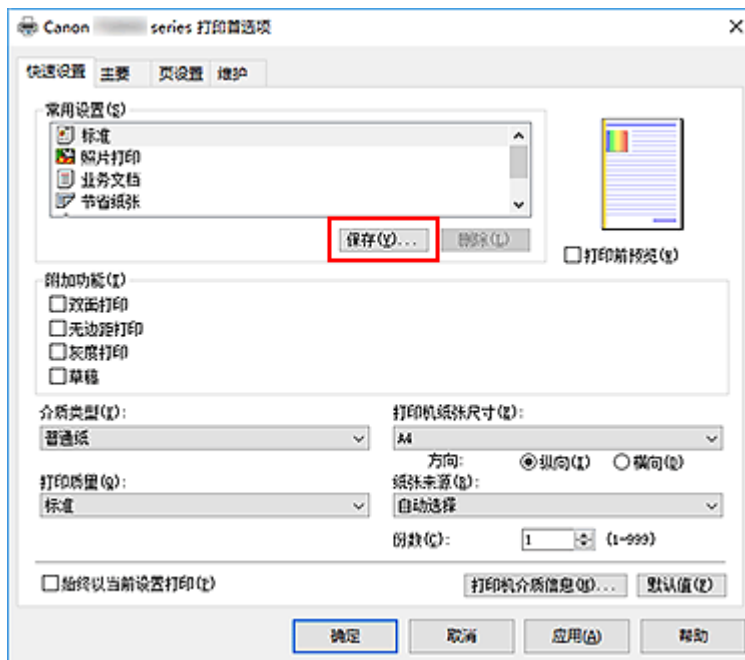 Canon series 打印首选项
快速设置 主要 页设置 维护
常用设置(S)
标准
照片打印
业务文档
节省纸张
保存(V)... 删除(L)
打印前预览(W)
附加功能(I)
双面打印
无边距打印
灰度打印
草稿
介质类型(Y): 打印机纸张尺寸(Z):
普通纸 A4
方向: 纵向(I) 横向(O)
打印质量(Q): 纸张来源(R):
标准 自动选择
份数(C): 1 (1-999)
始终以当前设置打印(P)
打印机介质信息(M)... 默认值(F)
确定 取消 应用(A) 帮助